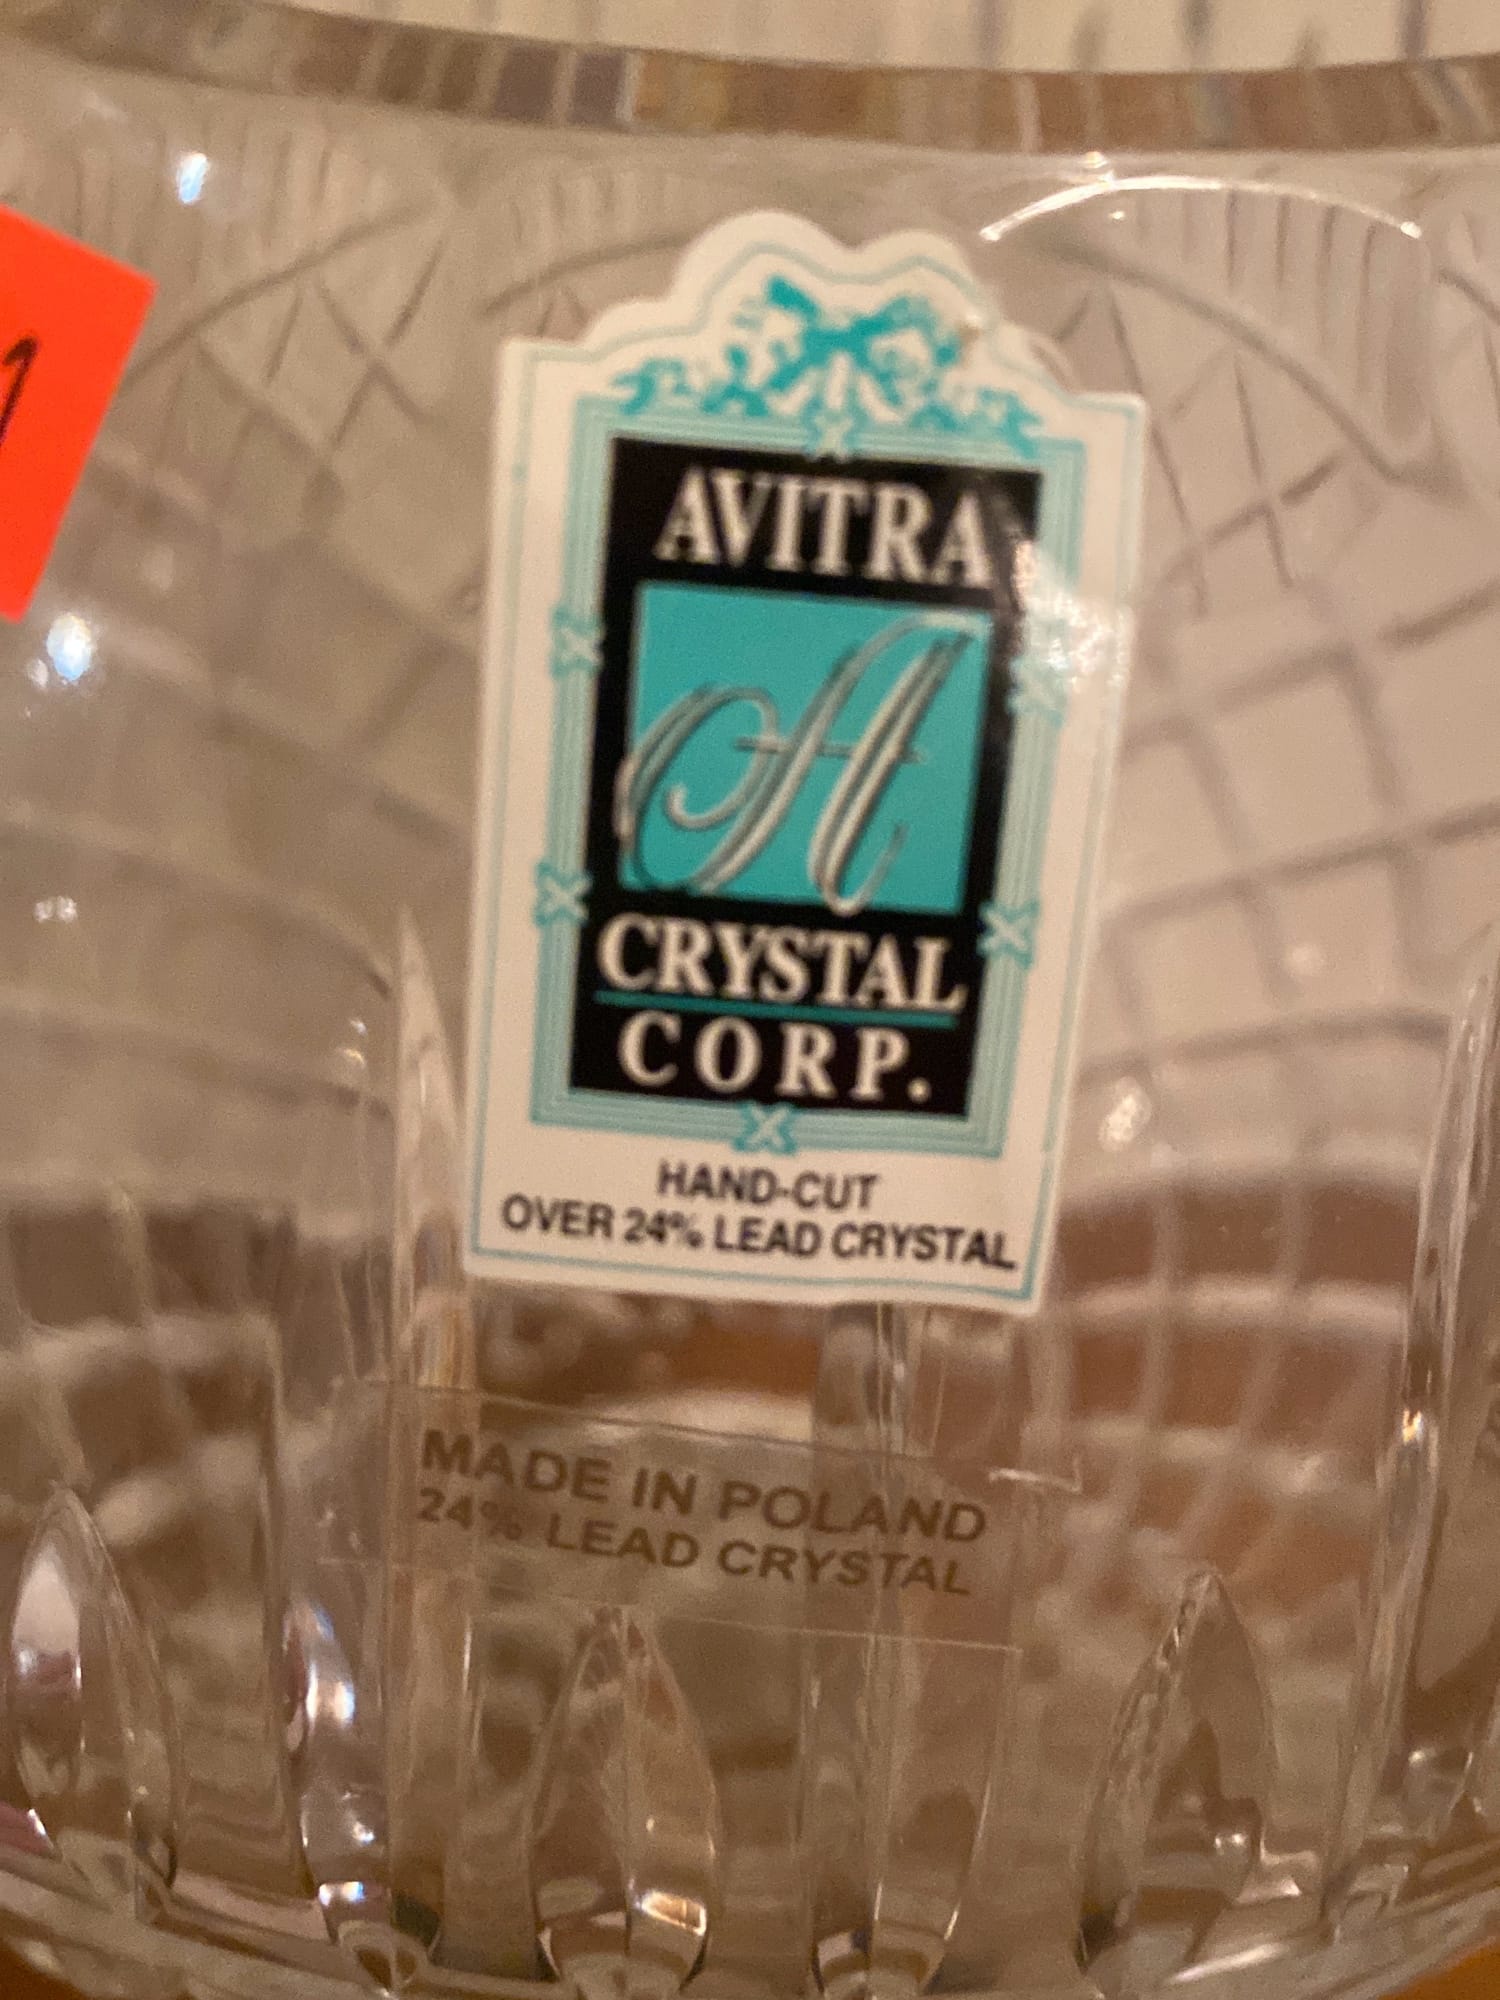 AVITRA
A
CRYSTAL
CORP.
HAND-CUT
OVER 24% LEAD CRYSTAL
MADE IN POLAND
24% LEAD CRYSTAL